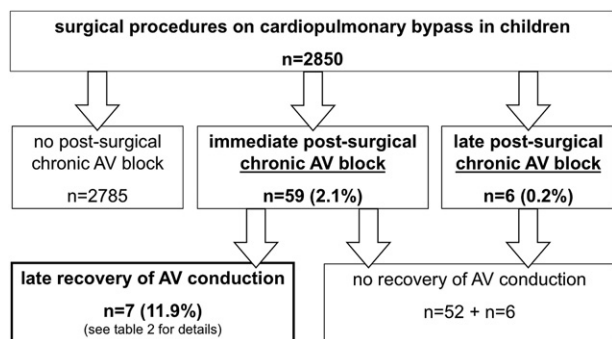 surgical procedures on cardiopulmonary bypass in children
n=2850
no post-surgical
chronic AV block
n=2785
immediate post-surgical
chronic AV block
n=59 (2.1%)
late post-surgical
chronic AV block
n=6 (0.2%)
late recovery of AV conduction
n=7 (11.9%)
(see table 2 for details)
no recovery of AV conduction
n=52 + n=6